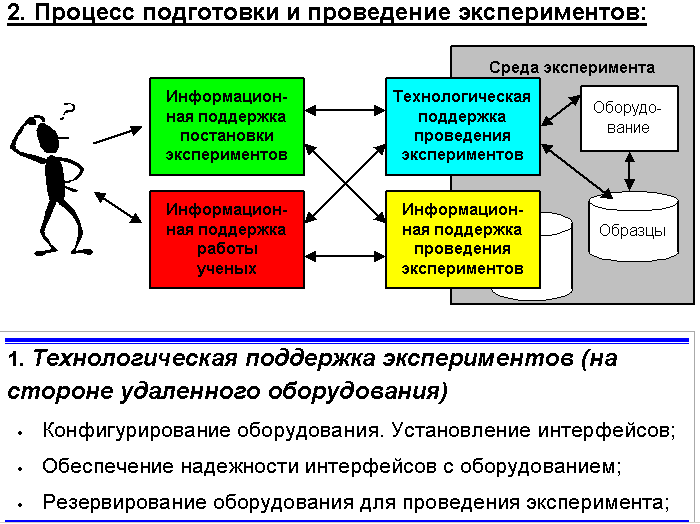 2. Процесс подготовки и проведение экспериментов:
?
Среда эксперимента
Информацион-
ная поддержка
постановки
экспериментов
Технологическая
поддержка
проведения
экспериментов
Оборудо-
вание
Информацион-
ная поддержка
работы
ученых
Информацион-
ная поддержка
проведения
экспериментов
Образцы
1. Технологическая поддержка экспериментов (на
стороне удаленного оборудования)
• Конфигурирование оборудования. Установление интерфейсов;
• Обеспечение надежности интерфейсов с оборудованием;
• Резервирование оборудования для проведения эксперимента;